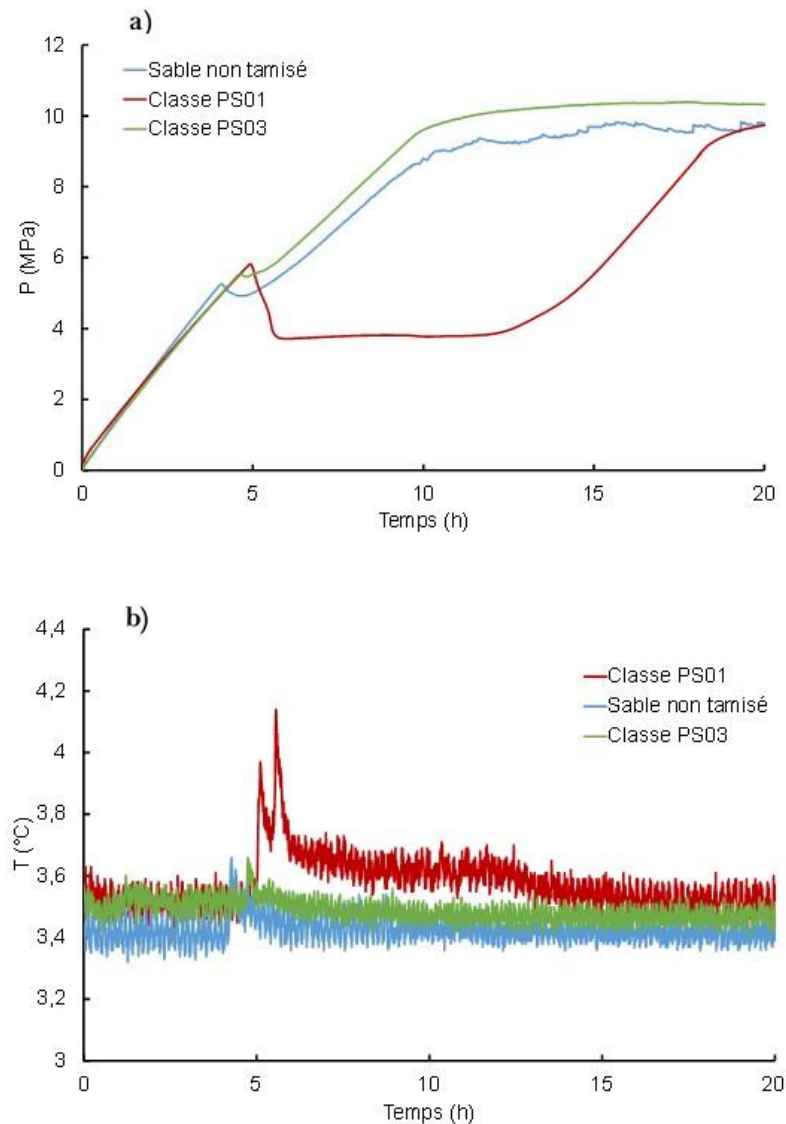 a)
12
10
8
6
4
2
0
P (MPa)
Sable non tamisé
Classe PS01
Classe PS03
0
5
10
15
20
Temps (h)
b)
4,4
4,2
4
3,8
3,6
3,4
3,2
3
T (°C)
Classe PS01
Sable non tamisé
Classe PS03
0
5
10
15
20
Temps (h)